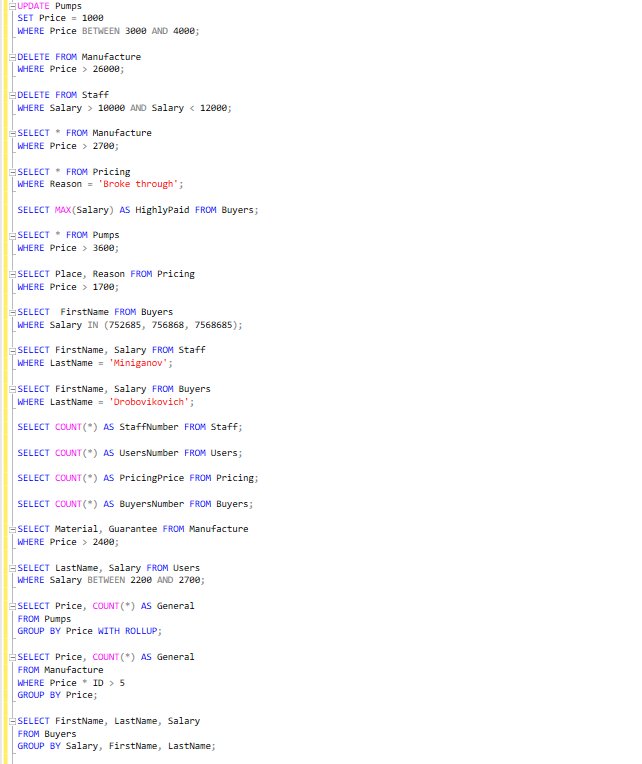 UPDATE Pumps
SET Price = 1000
WHERE Price BETWEEN 3000 AND 4000;
DELETE FROM Manufacture
WHERE Price > 26000;
DELETE FROM Staff
WHERE Salary > 10000 AND Salary < 12000;
SELECT * FROM Manufacture
WHERE Price > 2700;
SELECT * FROM Pricing
WHERE Reason = 'Broke through';
SELECT MAX(Salary) AS HighlyPaid FROM Buyers;
SELECT * FROM Pumps
WHERE Price > 3600;
SELECT Place, Reason FROM Pricing
WHERE Price > 1700;
SELECT  FirstName FROM Buyers
WHERE Salary IN (752685, 756868, 7568685);
SELECT FirstName, Salary FROM Staff
WHERE LastName = 'Miniganov';
SELECT FirstName, Salary FROM Buyers
WHERE LastName = 'Drobovikovich';
SELECT COUNT(*) AS StaffNumber FROM Staff;
SELECT COUNT(*) AS UsersNumber FROM Users;
SELECT COUNT(*) AS PricingPrice FROM Pricing;
SELECT COUNT(*) AS BuyersNumber FROM Buyers;
SELECT Material, Guarantee FROM Manufacture
WHERE Price > 2400;
SELECT LastName, Salary FROM Users
WHERE Salary BETWEEN 2200 AND 2700;
SELECT Price, COUNT(*) AS General
FROM Pumps
GROUP BY Price WITH ROLLUP;
SELECT Price, COUNT(*) AS General
FROM Manufacture
WHERE Price * ID > 5
GROUP BY Price;
SELECT FirstName, LastName, Salary
FROM Buyers
GROUP BY Salary, FirstName, LastName;